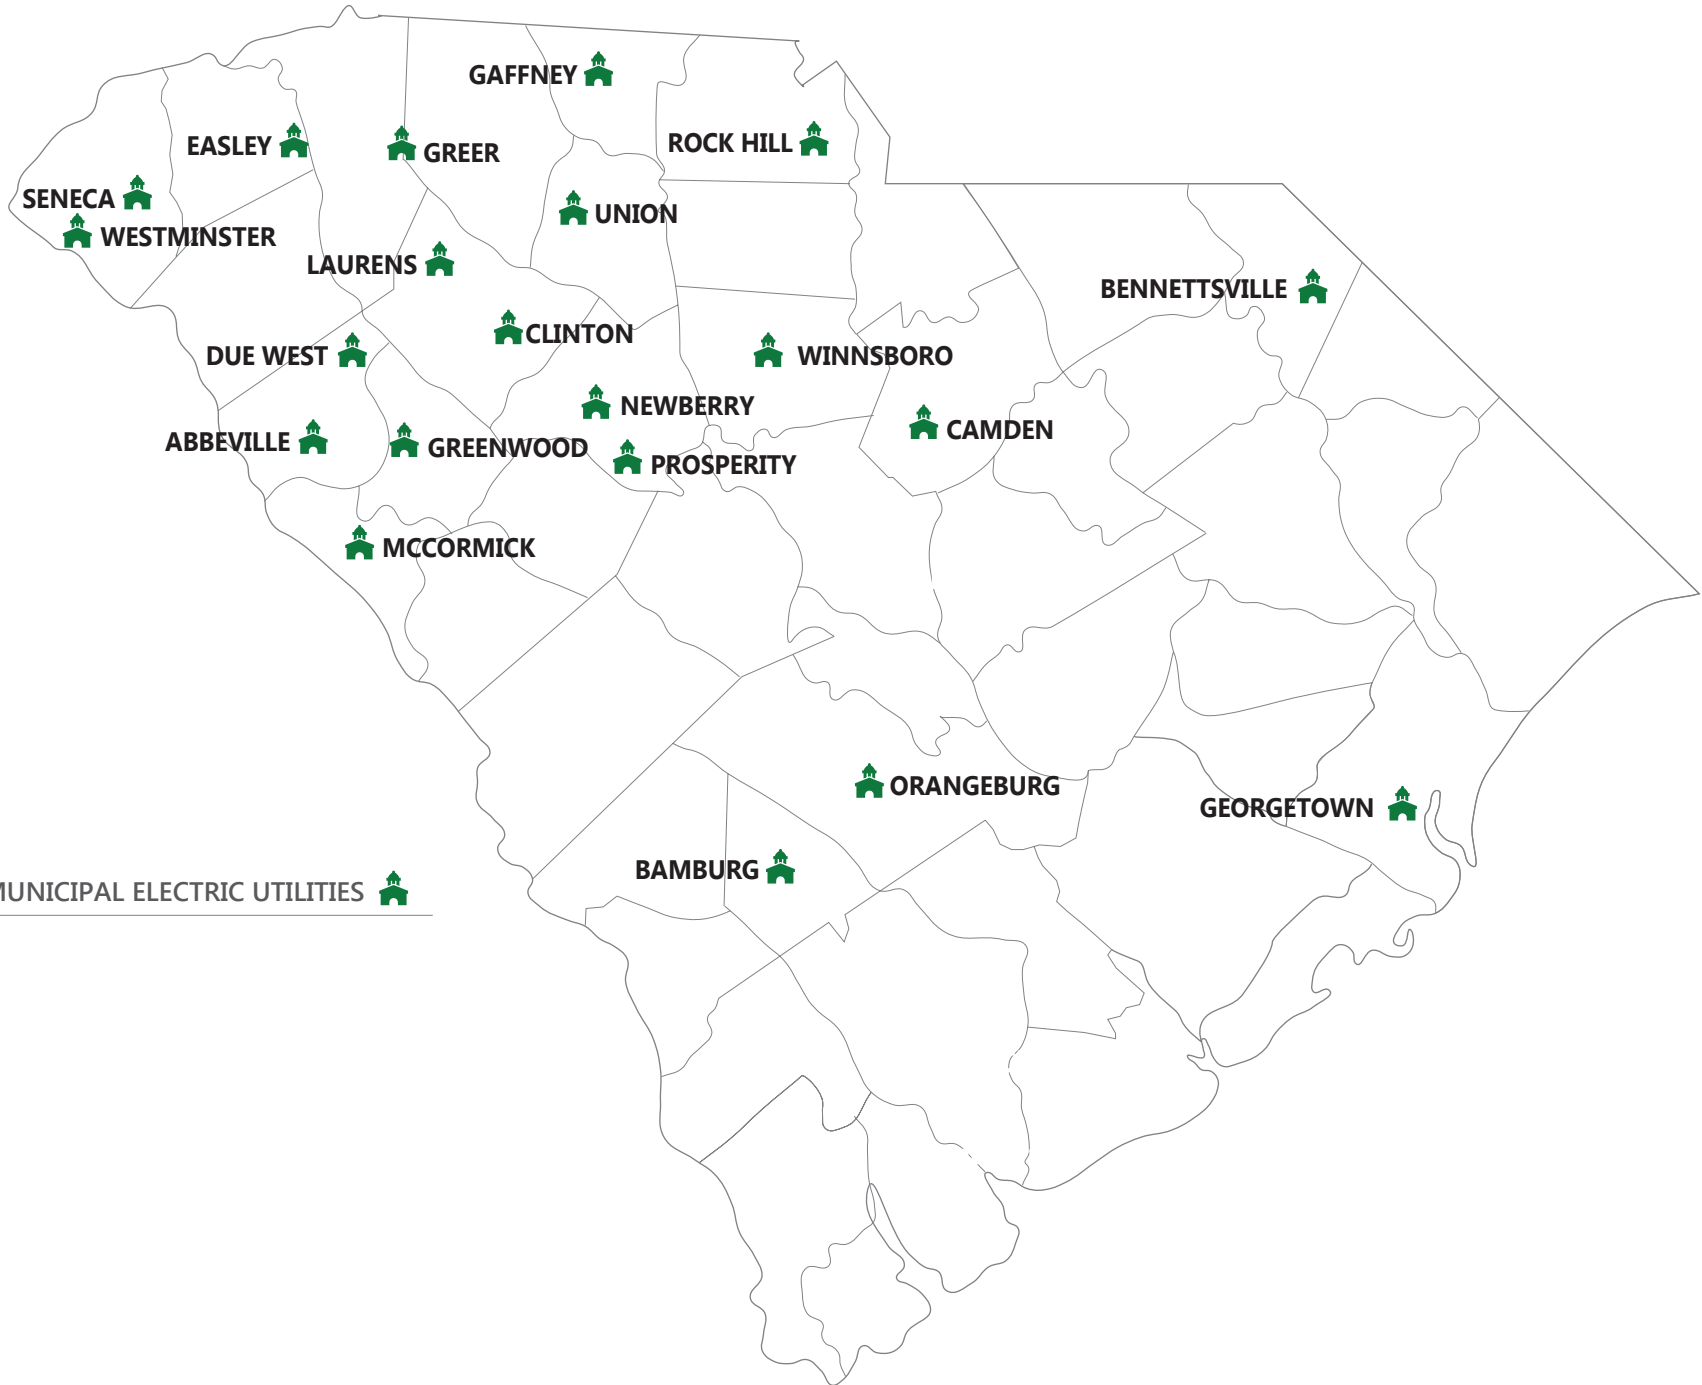 GAFFNEY
ROCK HILL
EASLEY
GREER
SENECA
UNION
WESTMINSTER
LAURENS
BENNETTSVILLE
CLINTON
DUE WEST
WINNSBORO
NEWBERRY
CAMDEN
ABBEVILLE
GREENWOOD
PROSPERITY
MCCORMICK
ORANGEBURG
GEORGETOWN
BAMBURG
MUNICIPAL ELECTRIC UTILITIES